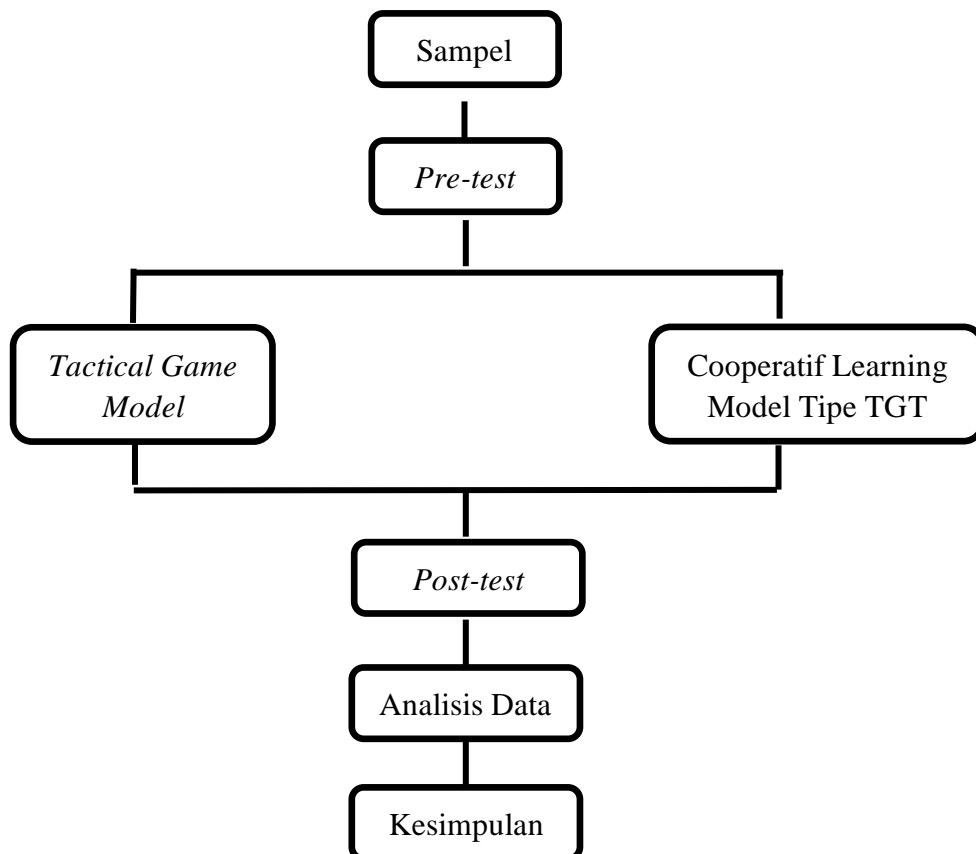 Sampel
Pre-test
Tactical Game
Model
Cooperatif Learning
Model Tipe TGT
Post-test
Analisis Data
Kesimpulan